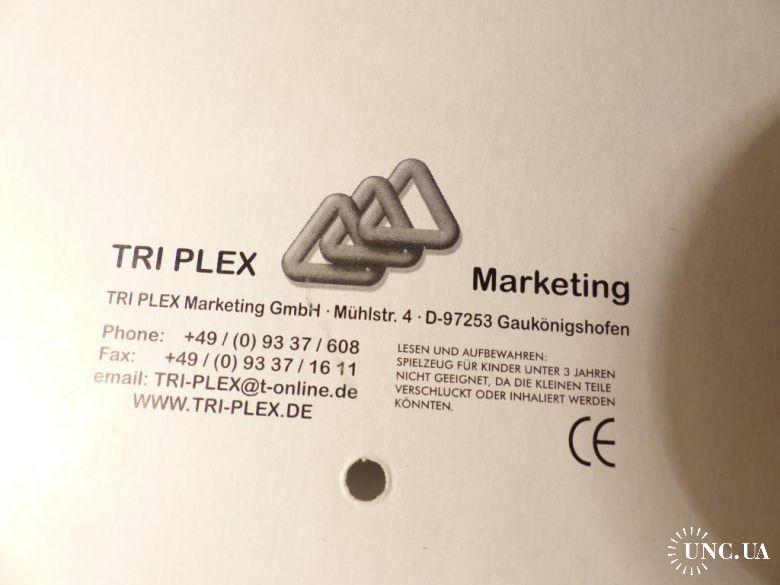 TRI PLEX
Marketing
TRI PLEX Marketing GmbH · Mühlstr. 4 · D-97253 Gaukönigshofen
Phone: +49 / (0) 93 37 / 608
Fax: +49 / (0) 93 37 / 16 11
email: TRI-PLEX@t-online.de
WWW.TRI-PLEX.DE
LESEN UND AUFBEWAHREN:
SPIELZEUG FÜR KINDER UNTER 3 JAHREN
NICHT GEEIGNET, DA DIE KLEINEN TEILE
VERSCHLUCKT ODER INHALIERT WERDEN
KÖNNTEN.
CE
UNC.UA